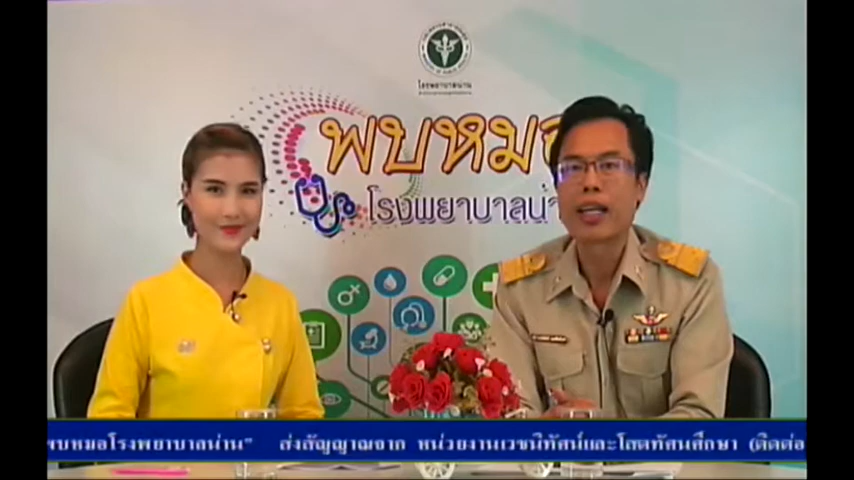 โรงพยาบาลน่าน
พบหมอ
โรงพยาบาลน่
พบหมอโรงพยาบาลน่าน" ส่งสัญญาณจาก หน่วยงานเวชนิทัศน์และโสตทัศนศึกษา (ติดต่อ